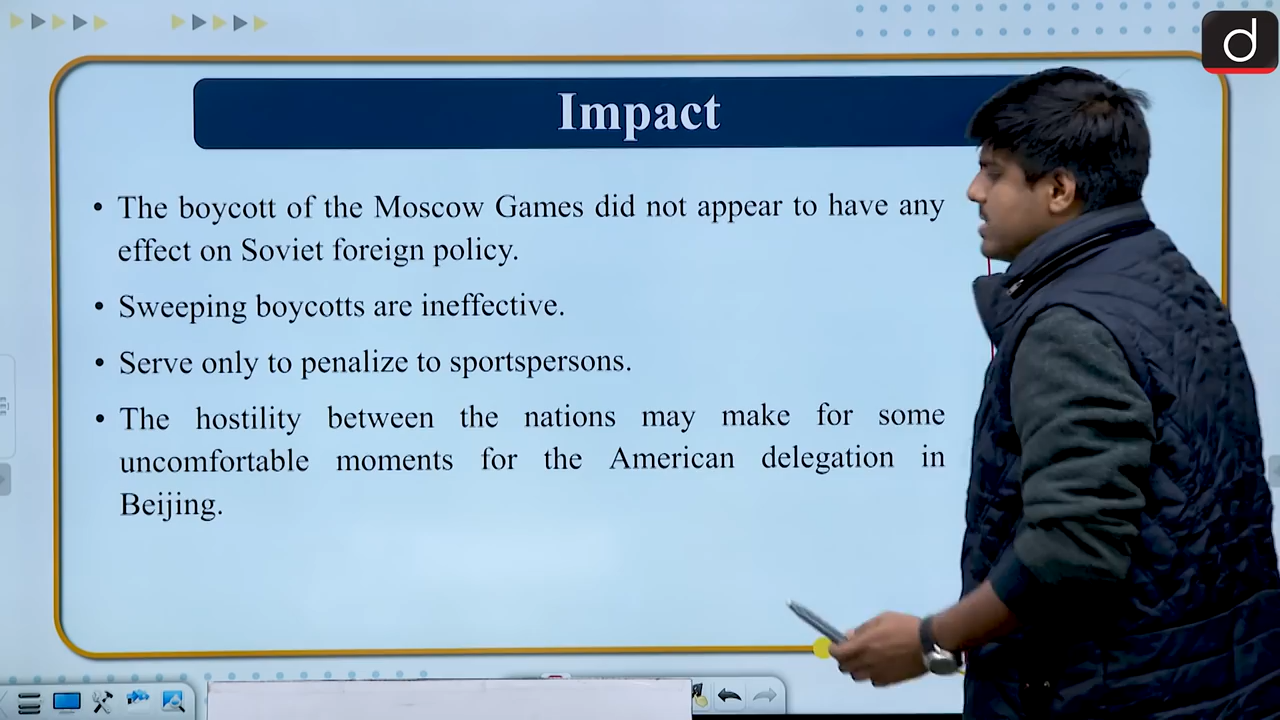 d
Impact
• The boycott of the Moscow Games did not appear to have any
effect on Soviet foreign policy.
• Sweeping boycotts are ineffective.
• Serve only to penalize to sportspersons.
• The hostility between the nations may make for some
uncomfortable moments for the American delegation in
Beijing.